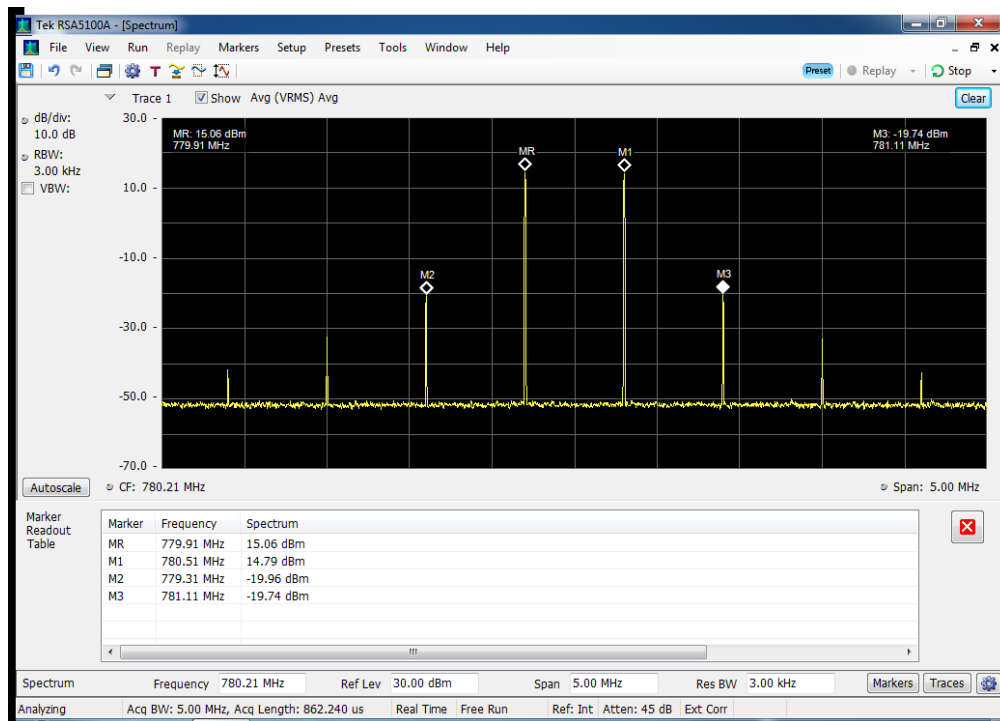 Tek RSA5100A - [Spectrum]
File View Run Replay Markers Setup Presets Tools Window Help
T Preset Replay Stop
Trace 1 Show Avg (VRMS) Avg Clear
dB/div:
10.0 dB
RBW:
3.00 kHz
VBW:
30.0
10.0
-10.0
-30.0
-50.0
-70.0
MR: 15.06 dBm
779.91 MHz
M3: -19.74 dBm
781.11 MHz
MR M1
M2 M3
Autoscale CF: 780.21 MHz Span: 5.00 MHz
Marker
Readout
Table
Marker Frequency Spectrum
MR 779.91 MHz 15.06 dBm
M1 780.51 MHz 14.79 dBm
M2 779.31 MHz -19.96 dBm
M3 781.11 MHz -19.74 dBm
Spectrum Frequency 780.21 MHz Ref Lev 30.00 dBm Span 5.00 MHz Res BW 3.00 kHz Markers Traces
Analyzing Acq BW: 5.00 MHz, Acq Length: 862.240 us Real Time Free Run Ref: Int Atten: 45 dB Ext Corr